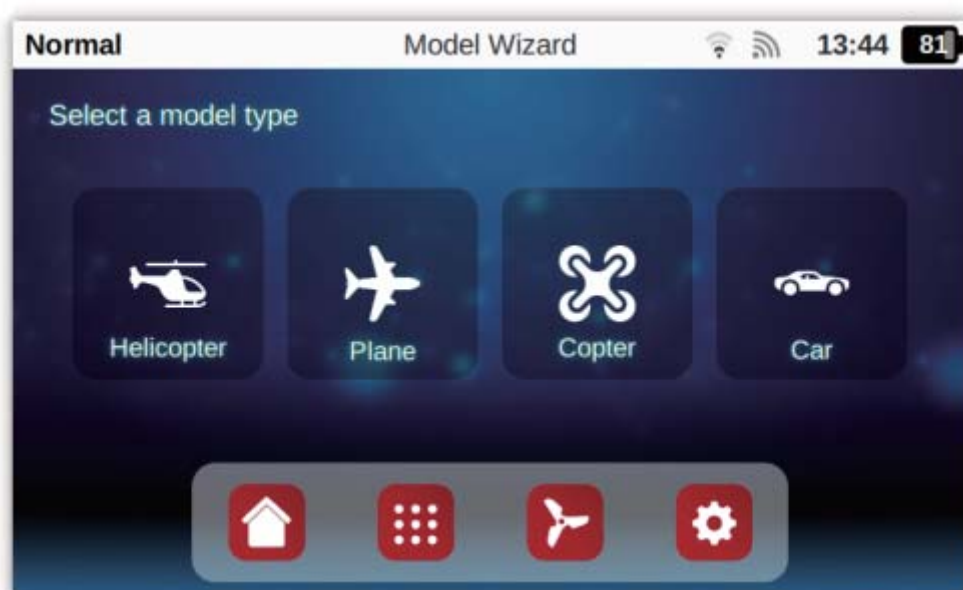 Normal Model Wizard 13:44 81
Select a model type
Helicopter Plane Copter Car